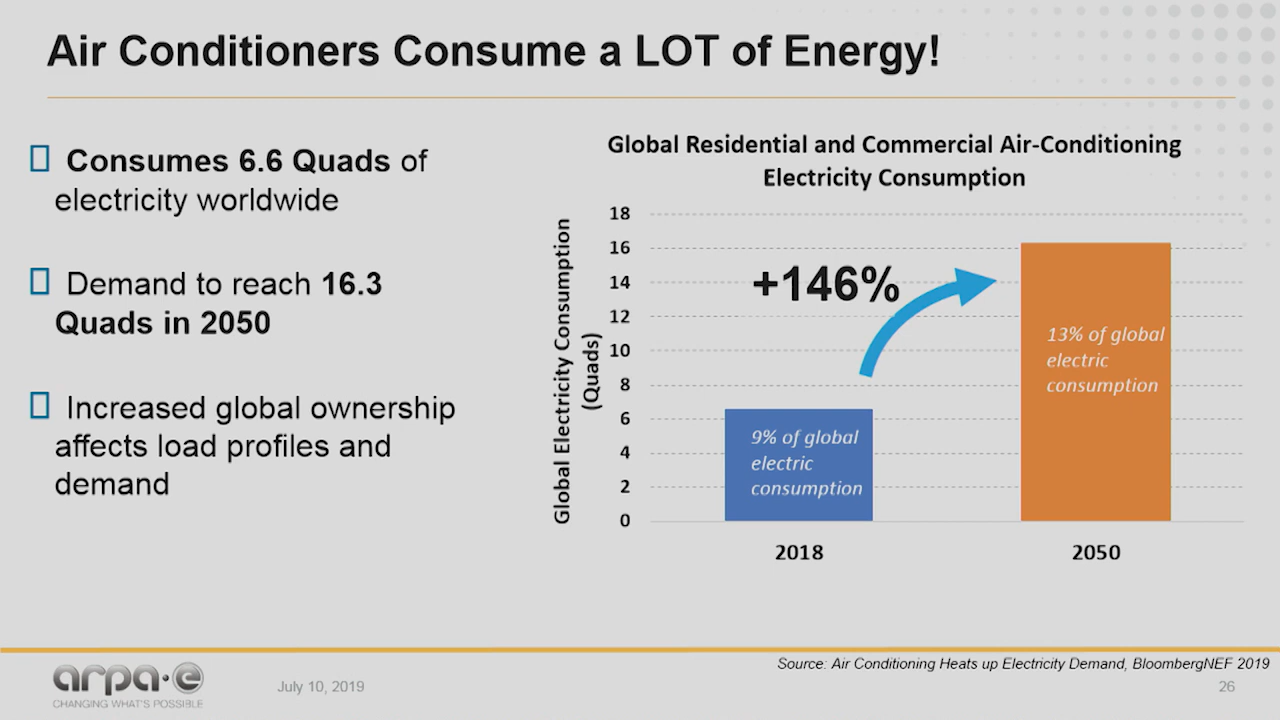 Air Conditioners Consume a LOT of Energy!
Consumes 6.6 Quads of
electricity worldwide
Demand to reach 16.3
Quads in 2050
Increased global ownership
affects load profiles and
demand
Global Residential and Commercial Air-Conditioning
Electricity Consumption
Global Electricity Consumption
(Quads)
18
16
14
12
10
8
6
4
2
0
+146%
9% of global
electric
consumption
13% of global
electric
consumption
2018
2050
Source: Air Conditioning Heats up Electricity Demand, BloombergNEF 2019
arpa·e
CHANGING WHAT'S POSSIBLE
July 10, 2019
26